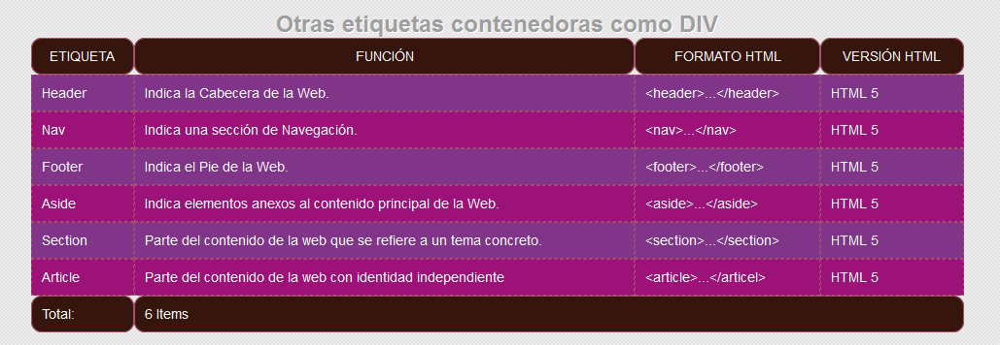 Otras etiquetas contenedoras como DIV
ETIQUETA FUNCIÓN FORMATO HTML VERSIÓN HTML
Header Indica la Cabecera de la Web. <header>...</header> HTML 5
Nav Indica una sección de Navegación. <nav>...</nav> HTML 5
Footer Indica el Pie de la Web. <footer>...</footer> HTML 5
Aside Indica elementos anexos al contenido principal de la Web. <aside>...</aside> HTML 5
Section Parte del contenido de la web que se refiere a un tema concreto. <section>...</section> HTML 5
Article Parte del contenido de la web con identidad independiente <article>...</articel> HTML 5
Total: 6 Items